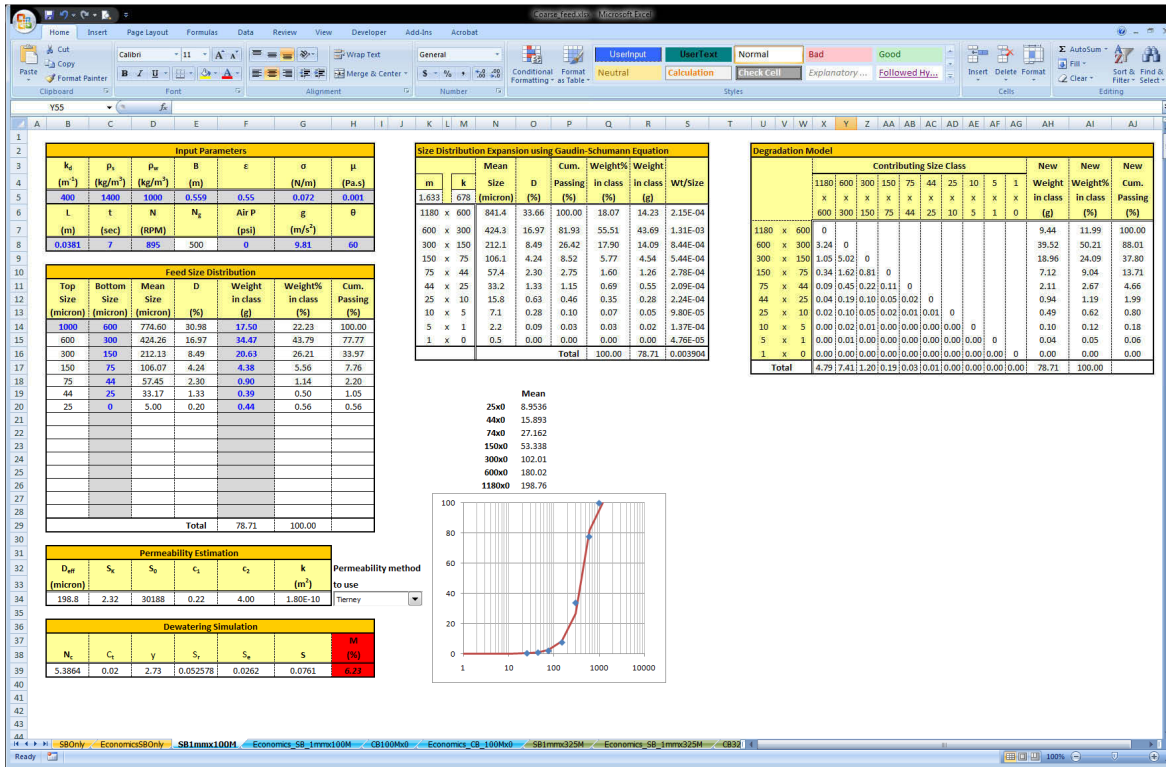 Coarse_feed.xlsx - Microsoft Excel
Home Insert Page Layout Formulas Data Review View Developer Add-Ins Acrobat
Cut
Copy
Format Painter
Paste
Clipboard
Calibri 11
Font
Wrap Text
Merge & Center
Alignment
General
Number
Conditional Formatting
Format as Table
UserInput UserText Normal Bad Good
Neutral Calculation Check Cell Explanatory ... Followed Hy...
Styles
Insert Delete Format
Cells
AutoSum
Fill
Clear
Sort & Filter
Find & Select
Editing
Y55 fx
A B C D E F G H I J K L M N O P Q R S T U V W X Y Z AA AB AC AD AE AF AG AH AI AJ
Input Parameters
kd ρs ρw B ε σ μ
(m⁻¹) (kg/m³) (kg/m³) (m) (N/m) (Pa.s)
400 1400 1000 0.559 0.55 0.072 0.001
L t N Ng Air P g θ
(m) (sec) (RPM) (psi) (m/s²)
0.0381 7 895 500 0 9.81 60
Feed Size Distribution
Top Bottom Mean D Weight Weight% Cum.
Size Size Size in class in class Passing
(micron) (micron) (micron) (%) (g) (%) (%)
1000 600 774.60 30.98 17.50 22.23 100.00
600 300 424.26 16.97 34.47 43.79 77.77
300 150 212.13 8.49 20.63 26.21 33.97
150 75 106.07 4.24 4.38 5.56 7.76
75 44 57.45 2.30 0.90 1.14 2.20
44 25 33.17 1.33 0.39 0.50 1.05
25 0 5.00 0.20 0.44 0.56 0.56
Total 78.71 100.00
Permeability Estimation
Deff SK S0 c1 c2 k
(micron) (m²)
198.8 2.32 30188 0.22 4.00 1.80E-10
Permeability method
to use
Tierney
Dewatering Simulation
Nc Ct y Sr Se S M
(%)
5.3864 0.02 2.73 0.052578 0.0262 0.0761 6.23
Size Distribution Expansion using Gaudin-Schumann Equation
Mean Cum. Weight% Weight
m k Size D Passing in class in class Wt/Size
1.633 678 (micron) (%) (%) (%) (g)
1180 x 600 841.4 33.66 100.00 18.07 14.23 2.15E-04
600 x 300 424.3 16.97 81.93 55.51 43.69 1.31E-03
300 x 150 212.1 8.49 26.42 17.90 14.09 8.44E-04
150 x 75 106.1 4.24 8.52 5.77 4.54 5.44E-04
75 x 44 57.4 2.30 2.75 1.60 1.26 2.78E-04
44 x 25 33.2 1.33 1.15 0.69 0.55 2.09E-04
25 x 10 15.8 0.63 0.46 0.35 0.28 2.24E-04
10 x 5 7.1 0.28 0.10 0.07 0.05 9.80E-05
5 x 1 2.2 0.09 0.03 0.03 0.02 1.37E-04
1 x 0 0.5 0.00 0.00 0.00 0.00 4.76E-05
Total 100.00 78.71 0.003904
Mean
25x0 8.9536
44x0 15.893
74x0 27.162
150x0 53.338
300x0 102.01
600x0 180.02
1180x0 198.76
100
80
60
40
20
0
1 10 100 1000 10000
Degradation Model
Contributing Size Class New New New
1180 600 300 150 75 44 25 10 5 1 Weight Weight% Cum.
x x x x x x x x x x in class in class Passing
600 300 150 75 44 25 10 5 1 0 (g) (%) (%)
1180 x 600 0 9.44 11.99 100.00
600 x 300 3.24 0 39.52 50.21 88.01
300 x 150 1.05 5.02 0 18.96 24.09 37.80
150 x 75 0.34 1.62 0.81 0 7.12 9.04 13.71
75 x 44 0.09 0.45 0.22 0.11 0 2.11 2.67 4.66
44 x 25 0.04 0.19 0.10 0.05 0.02 0 0.94 1.19 1.99
25 x 10 0.02 0.10 0.05 0.02 0.01 0.01 0 0.49 0.62 0.80
10 x 5 0.00 0.02 0.01 0.00 0.00 0.00 0.00 0 0.10 0.12 0.18
5 x 1 0.00 0.01 0.00 0.00 0.00 0.00 0.00 0.00 0 0.04 0.05 0.06
1 x 0 0.00 0.00 0.00 0.00 0.00 0.00 0.00 0.00 0.00 0 0.00 0.00 0.00
Total 4.79 7.41 1.20 0.19 0.03 0.01 0.00 0.00 0.00 0.00 78.71 100.00
SBOnly EconomicsSBOnly SB1mmx100M Economics_SB_1mmx100M CB100Mx0 Economics_CB_100Mx0 SB1mmx325M Economics_SB_1mmx325M CB32
Ready 100%